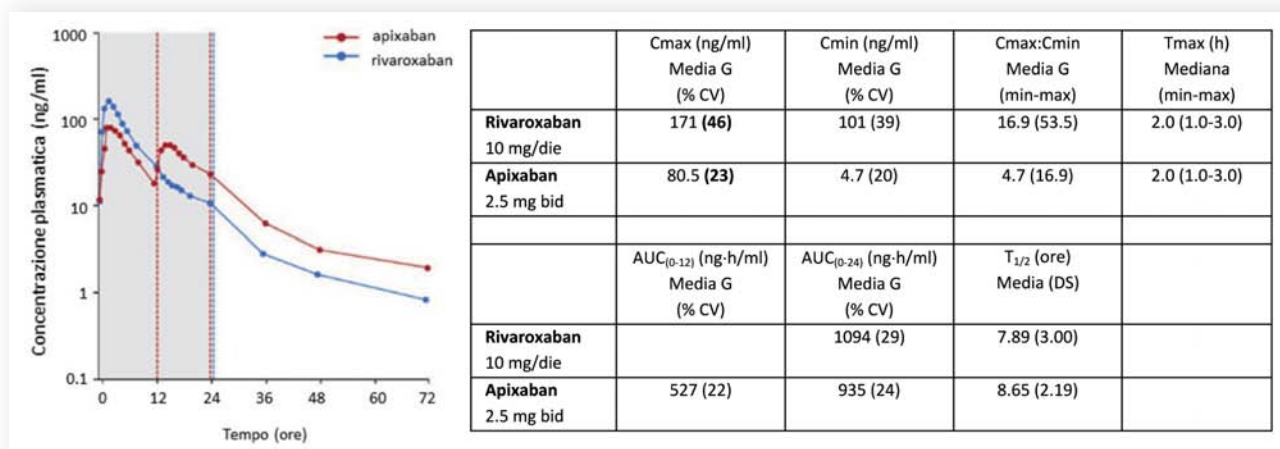 Concentrazione plasmatica (ng/ml)
1000
100
10
1
0.1
0 12 24 36 48 60 72
Tempo (ore)
apixaban
rivaroxaban
Cmax (ng/ml) Cmin (ng/ml) Cmax:Cmin Tmax (h)
Media G Media G Media G Mediana
(% CV) (% CV) (min-max) (min-max)
Rivaroxaban 171 (46) 101 (39) 16.9 (53.5) 2.0 (1.0-3.0)
10 mg/die
Apixaban 80.5 (23) 4.7 (20) 4.7 (16.9) 2.0 (1.0-3.0)
2.5 mg bid
AUC(0-12) (ng·h/ml) AUC(0-24) (ng·h/ml) T1/2 (ore)
Media G Media G Media (DS)
(% CV) (% CV)
Rivaroxaban 1094 (29) 7.89 (3.00)
10 mg/die
Apixaban 527 (22) 935 (24) 8.65 (2.19)
2.5 mg bid